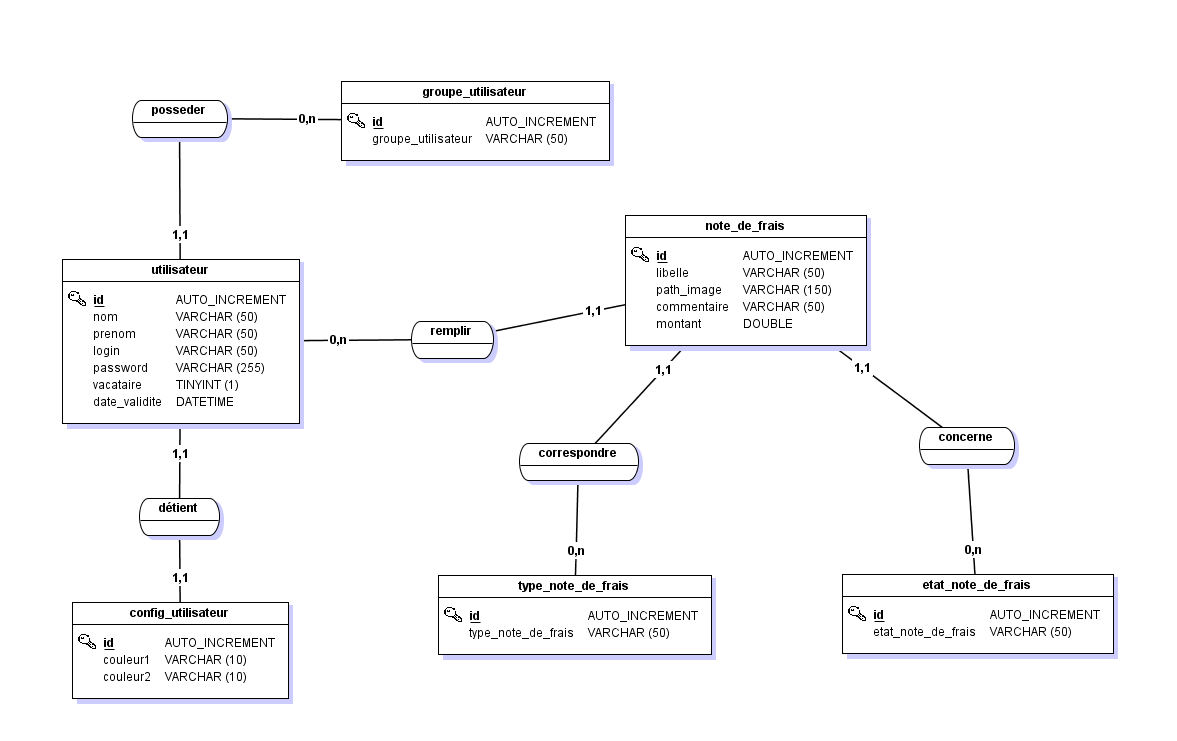 posseder
0,n
groupe_utilisateur
id AUTO_INCREMENT
groupe_utilisateur VARCHAR (50)
1,1
utilisateur
id AUTO_INCREMENT
nom VARCHAR (50)
prenom VARCHAR (50)
login VARCHAR (50)
password VARCHAR (255)
vacataire TINYINT (1)
date_validite DATETIME
0,n
remplir
1,1
note_de_frais
id AUTO_INCREMENT
libelle VARCHAR (50)
path_image VARCHAR (150)
commentaire VARCHAR (50)
montant DOUBLE
1,1
détient
1,1
config_utilisateur
id AUTO_INCREMENT
couleur1 VARCHAR (10)
couleur2 VARCHAR (10)
1,1
correspondre
0,n
type_note_de_frais
id AUTO_INCREMENT
type_note_de_frais VARCHAR (50)
1,1
concerne
0,n
etat_note_de_frais
id AUTO_INCREMENT
etat_note_de_frais VARCHAR (50)